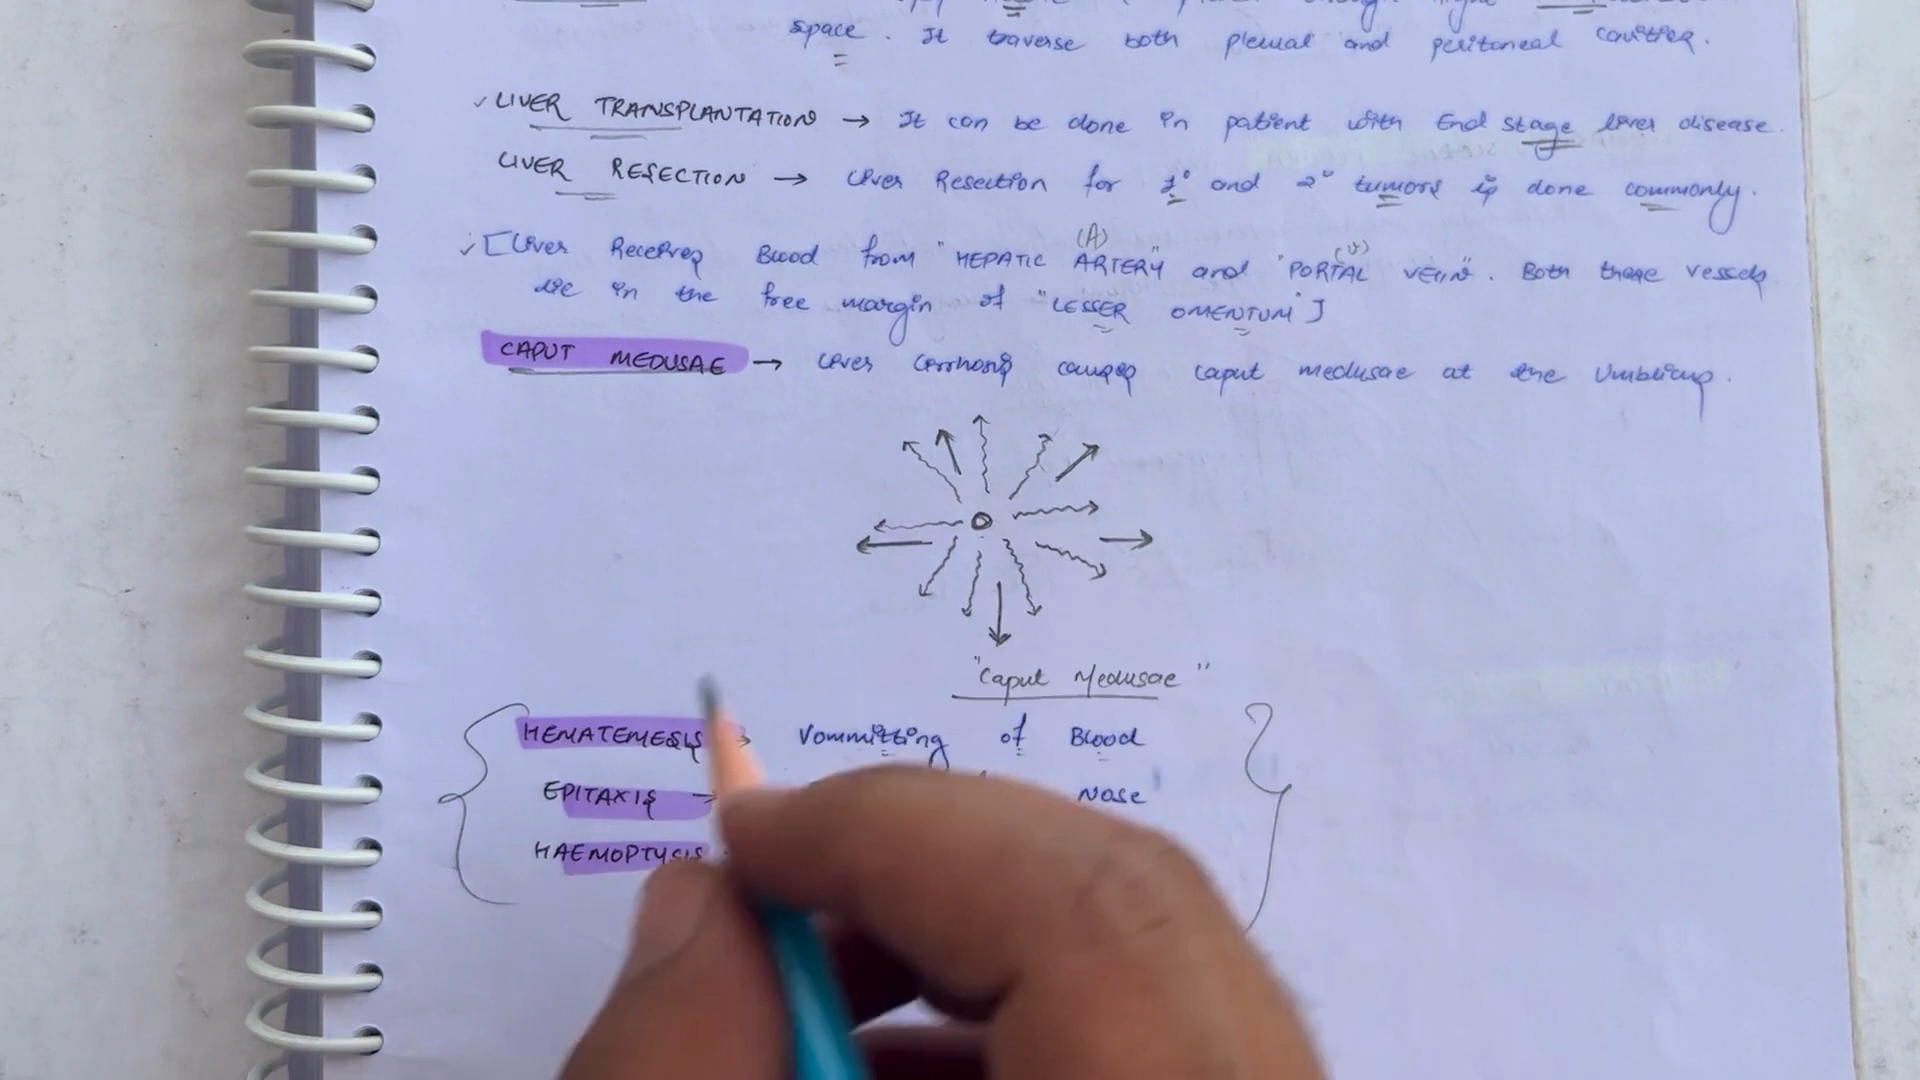 space. It traverse both pleural and peritoneal cavities.
LIVER TRANSPLANTATION → It can be done in patient with End stage liver disease.
LIVER RESECTION → Liver Resection for 1° and 2° tumors is done commonly.
(A) (V)
[Liver Receives Blood from "HEPATIC ARTERY" and "PORTAL VEIN". Both these vessels
lie in the free margin of "LESSER OMENTUM"]
CAPUT MEDUSAE → Liver Cirrhosis causes caput medusae at the Umbilicus.
"Caput Medusae"
HEMATEMESIS → Vommitting of Blood
EPITAXIS → Nose
HAEMOPTYSIS